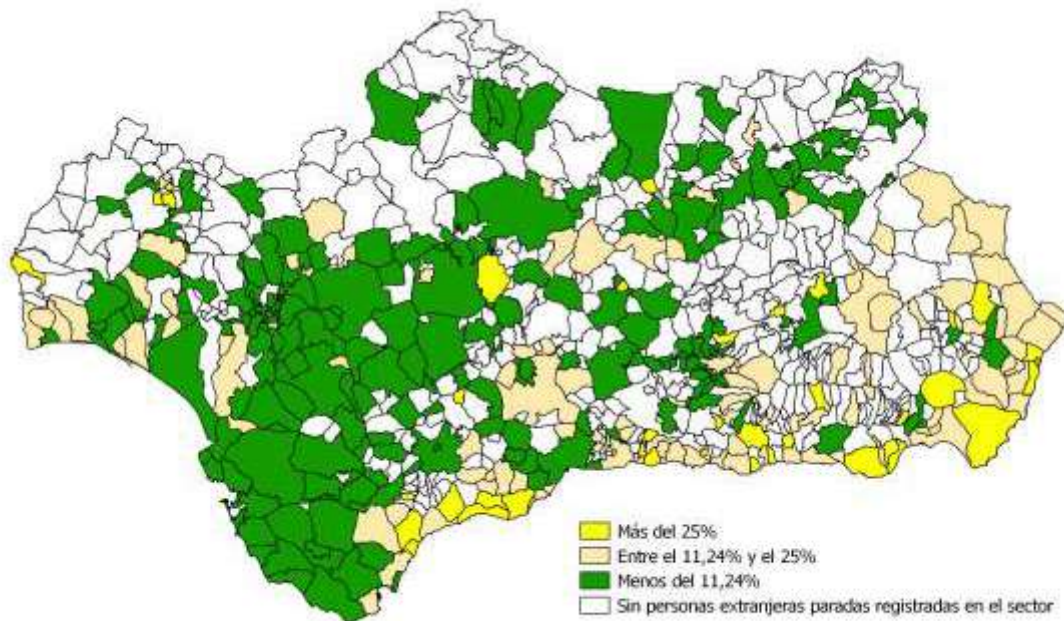 Más del 25%
Entre el 11,24% y el 25%
Menos del 11,24%
Sin personas extranjeras paradas registradas en el sector